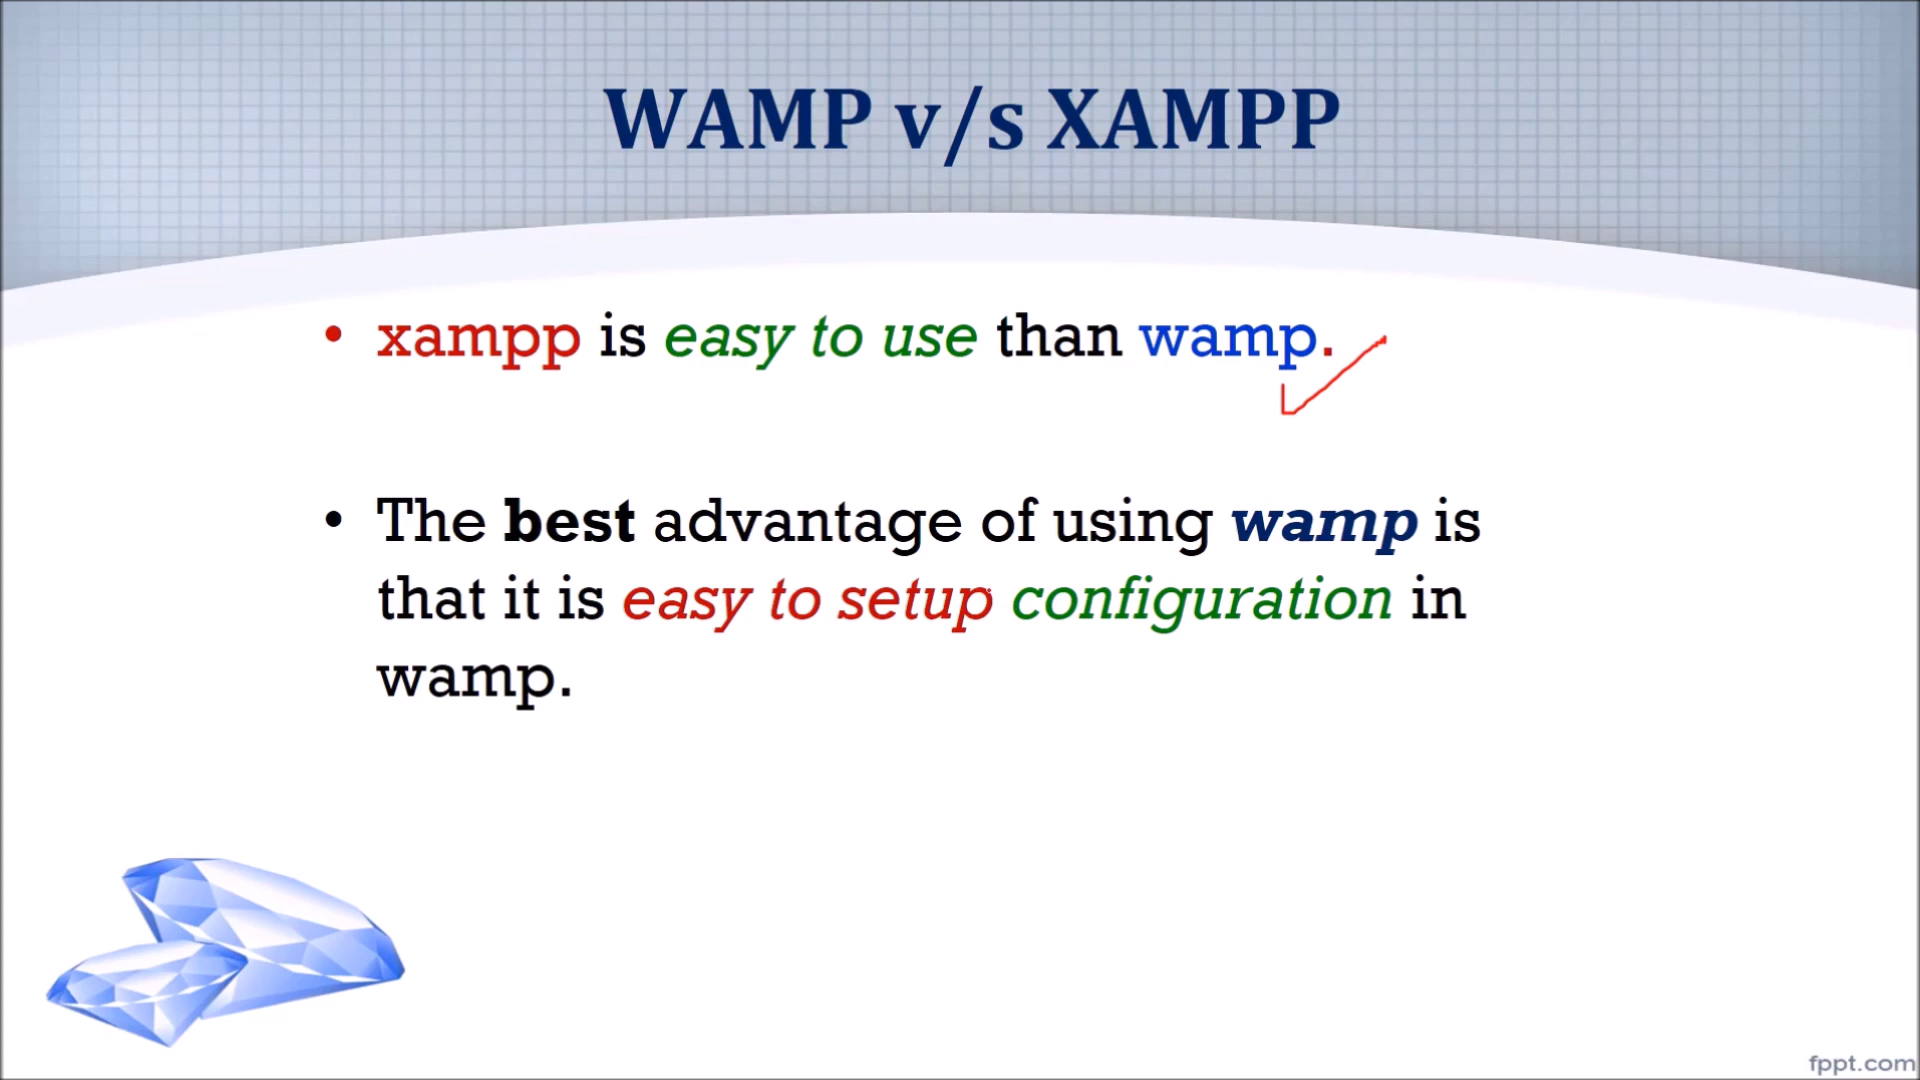 WAMP v/s XAMPP
• xampp is easy to use than wamp.
• The best advantage of using wamp is
that it is easy to setup configuration in
wamp.
fppt.com